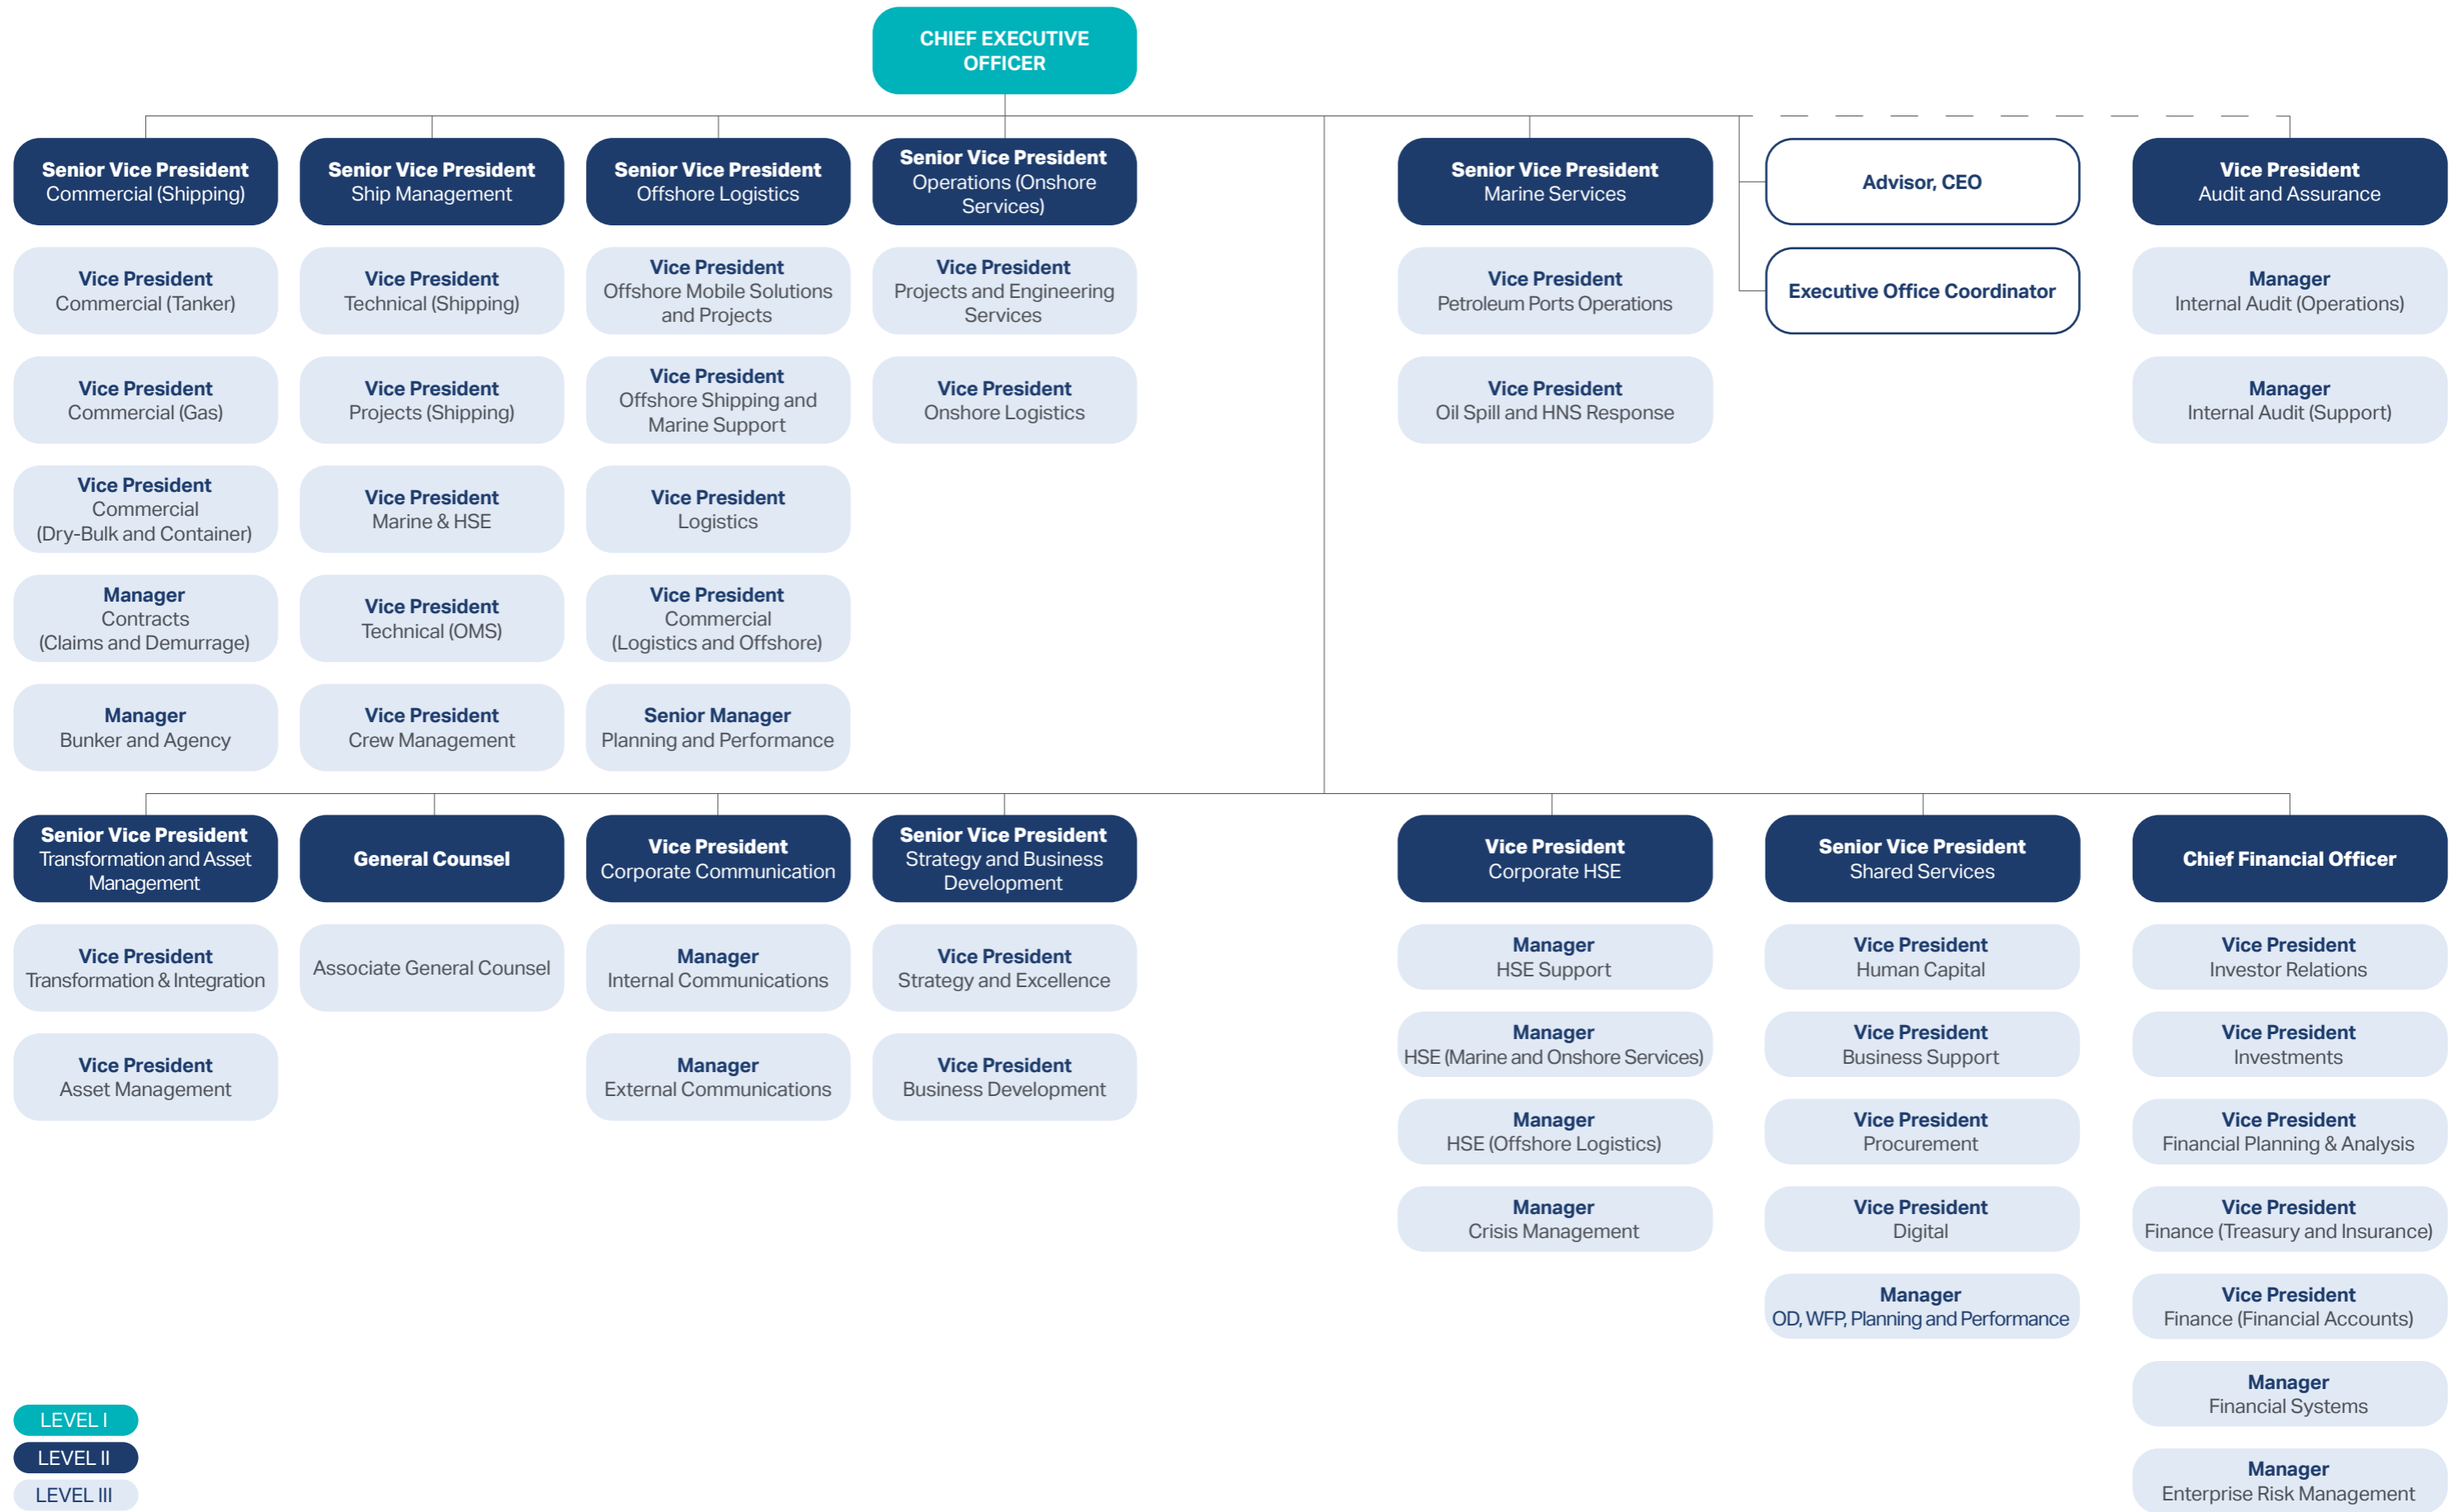 CHIEF EXECUTIVE
OFFICER
Senior Vice President
Commercial (Shipping)
Vice President
Commercial (Tanker)
Vice President
Commercial (Gas)
Vice President
Commercial
(Dry-Bulk and Container)
Manager
Contracts
(Claims and Demurrage)
Manager
Bunker and Agency
Senior Vice President
Ship Management
Vice President
Technical (Shipping)
Vice President
Projects (Shipping)
Vice President
Marine & HSE
Vice President
Technical (OMS)
Vice President
Crew Management
Senior Vice President
Offshore Logistics
Vice President
Offshore Mobile Solutions
and Projects
Vice President
Offshore Shipping and
Marine Support
Vice President
Logistics
Vice President
Commercial
(Logistics and Offshore)
Senior Manager
Planning and Performance
Senior Vice President
Operations (Onshore
Services)
Vice President
Projects and Engineering
Services
Vice President
Onshore Logistics
Senior Vice President
Marine Services
Vice President
Petroleum Ports Operations
Vice President
Oil Spill and HNS Response
Advisor, CEO
Executive Office Coordinator
Vice President
Audit and Assurance
Manager
Internal Audit (Operations)
Manager
Internal Audit (Support)
Senior Vice President
Transformation and Asset
Management
Vice President
Transformation & Integration
Vice President
Asset Management
General Counsel
Associate General Counsel
Vice President
Corporate Communication
Manager
Internal Communications
Manager
External Communications
Senior Vice President
Strategy and Business
Development
Vice President
Strategy and Excellence
Vice President
Business Development
Vice President
Corporate HSE
Manager
HSE Support
Manager
HSE (Marine and Onshore Services)
Manager
HSE (Offshore Logistics)
Manager
Crisis Management
Senior Vice President
Shared Services
Vice President
Human Capital
Vice President
Business Support
Vice President
Procurement
Vice President
Digital
Manager
OD, WFP, Planning and Performance
Chief Financial Officer
Vice President
Investor Relations
Vice President
Investments
Vice President
Financial Planning & Analysis
Vice President
Finance (Treasury and Insurance)
Vice President
Finance (Financial Accounts)
Manager
Financial Systems
Manager
Enterprise Risk Management
LEVEL I
LEVEL II
LEVEL III